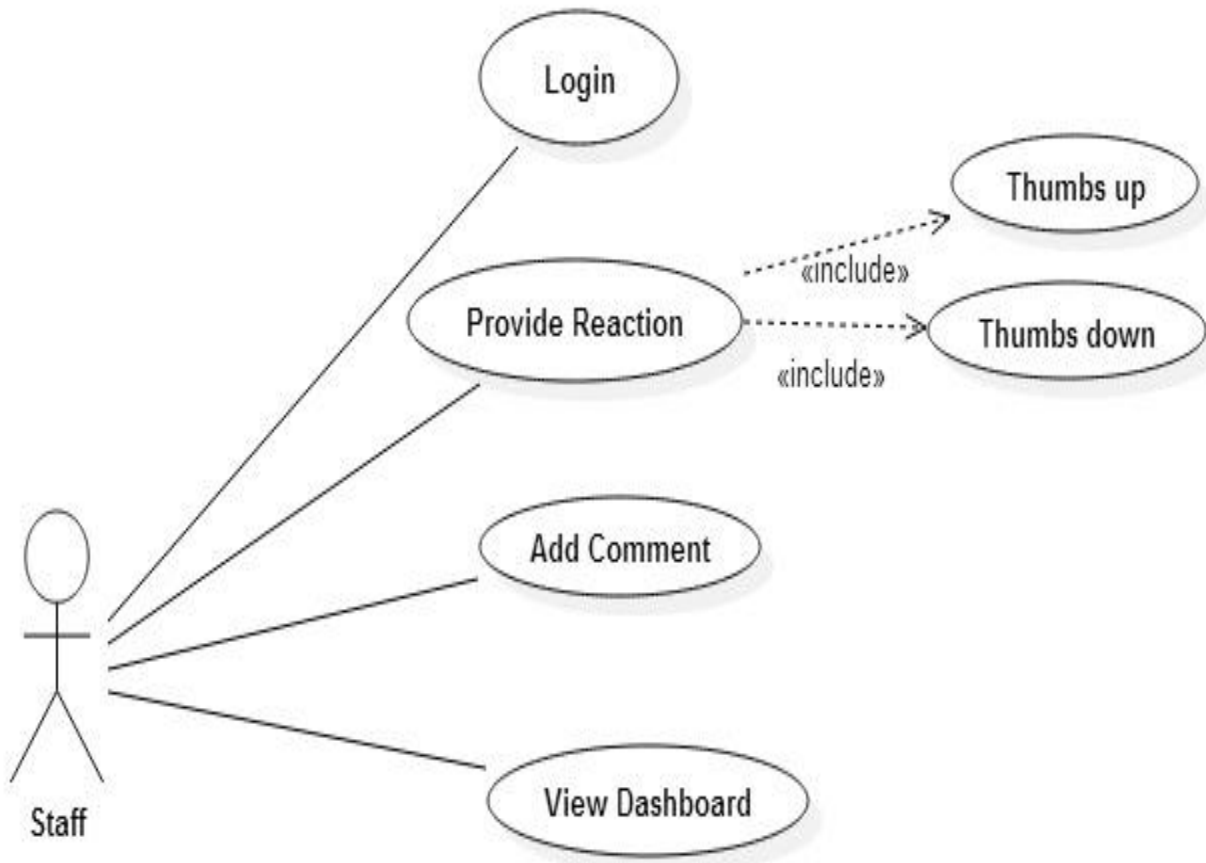 Login
Thumbs up
«include»
Provide Reaction
Thumbs down
«include»
Add Comment
View Dashboard
Staff